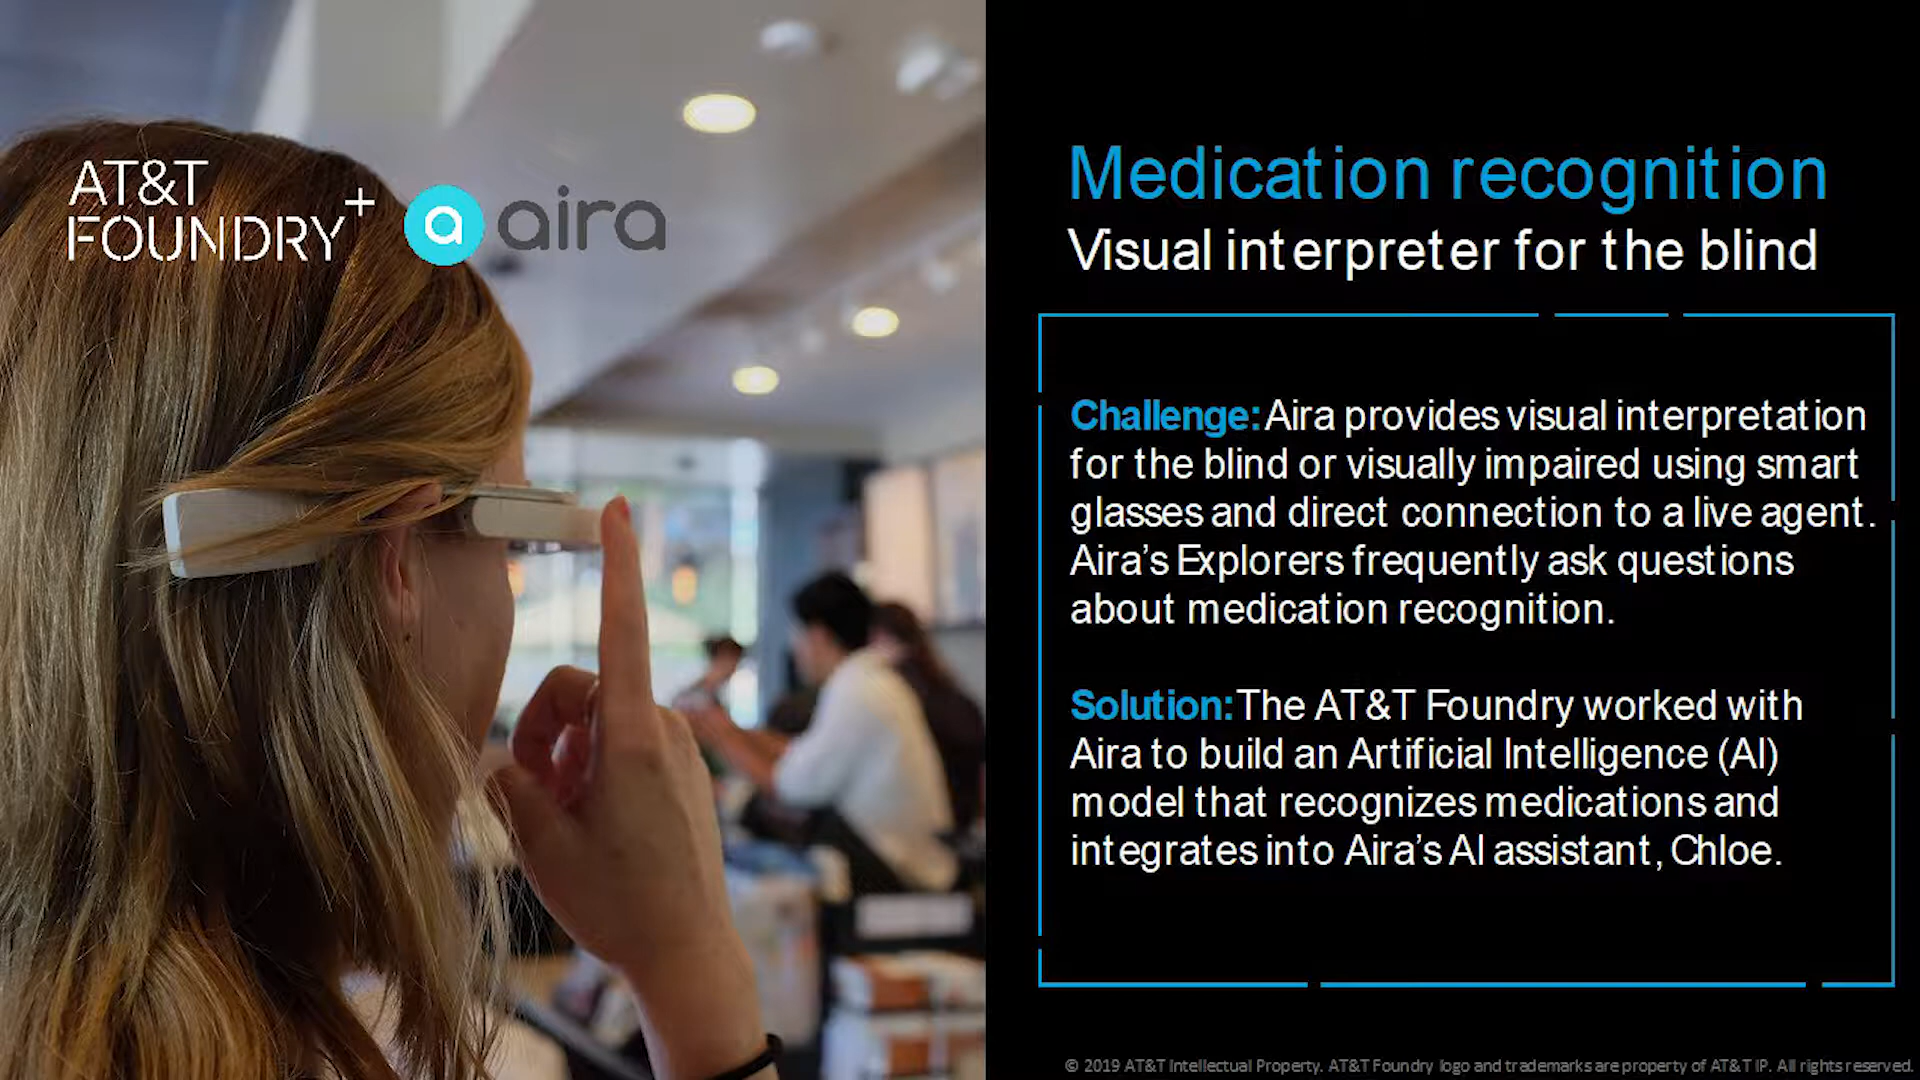 AT&T
FOUNDRY
+
a aira
Medication recognition
Visual interpreter for the blind
Challenge: Aira provides visual interpretation
for the blind or visually impaired using smart
glasses and direct connection to a live agent.
Aira’s Explorers frequently ask questions
about medication recognition.
Solution: The AT&T Foundry worked with
Aira to build an Artificial Intelligence (AI)
model that recognizes medications and
integrates into Aira’s AI assistant, Chloe.
© 2019 AT&T Intellectual Property. AT&T Foundry logo and trademarks are property of AT&T IP. All rights reserved.